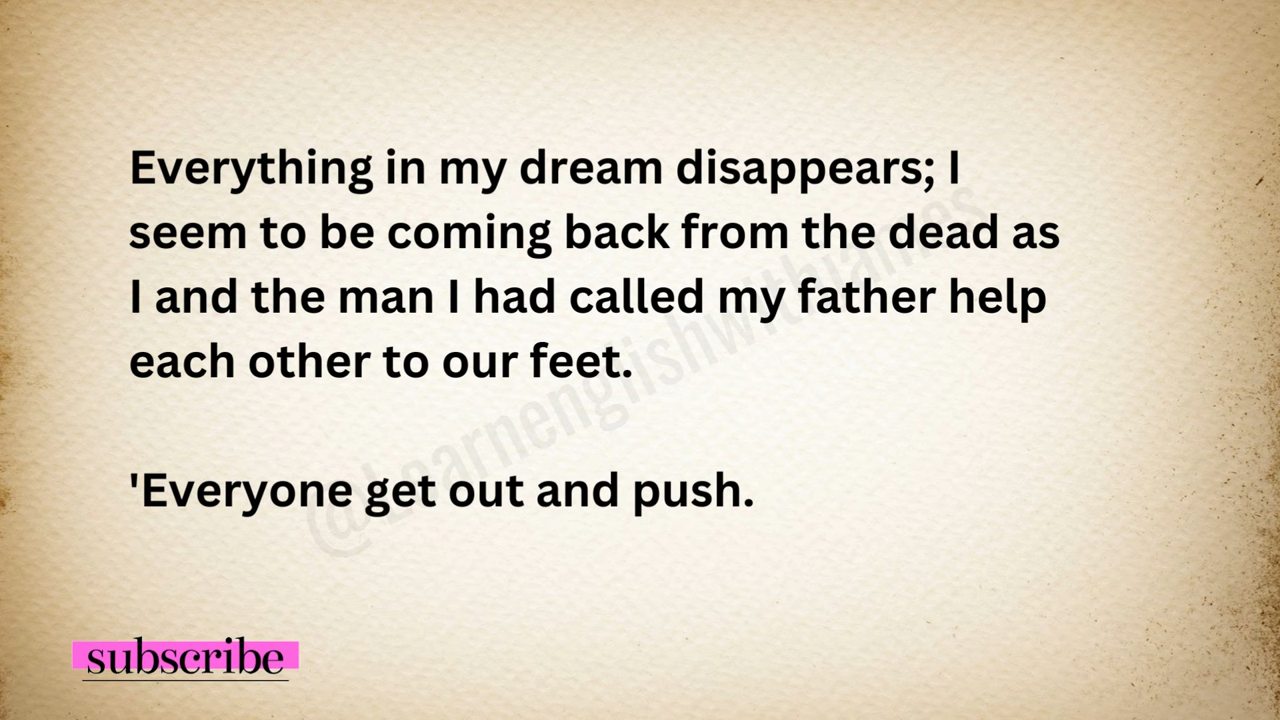 Everything in my dream disappears; I
seem to be coming back from the dead as
I and the man I had called my father help
each other to our feet.
'Everyone get out and push.
@Learnenglishwithjames
subscribe